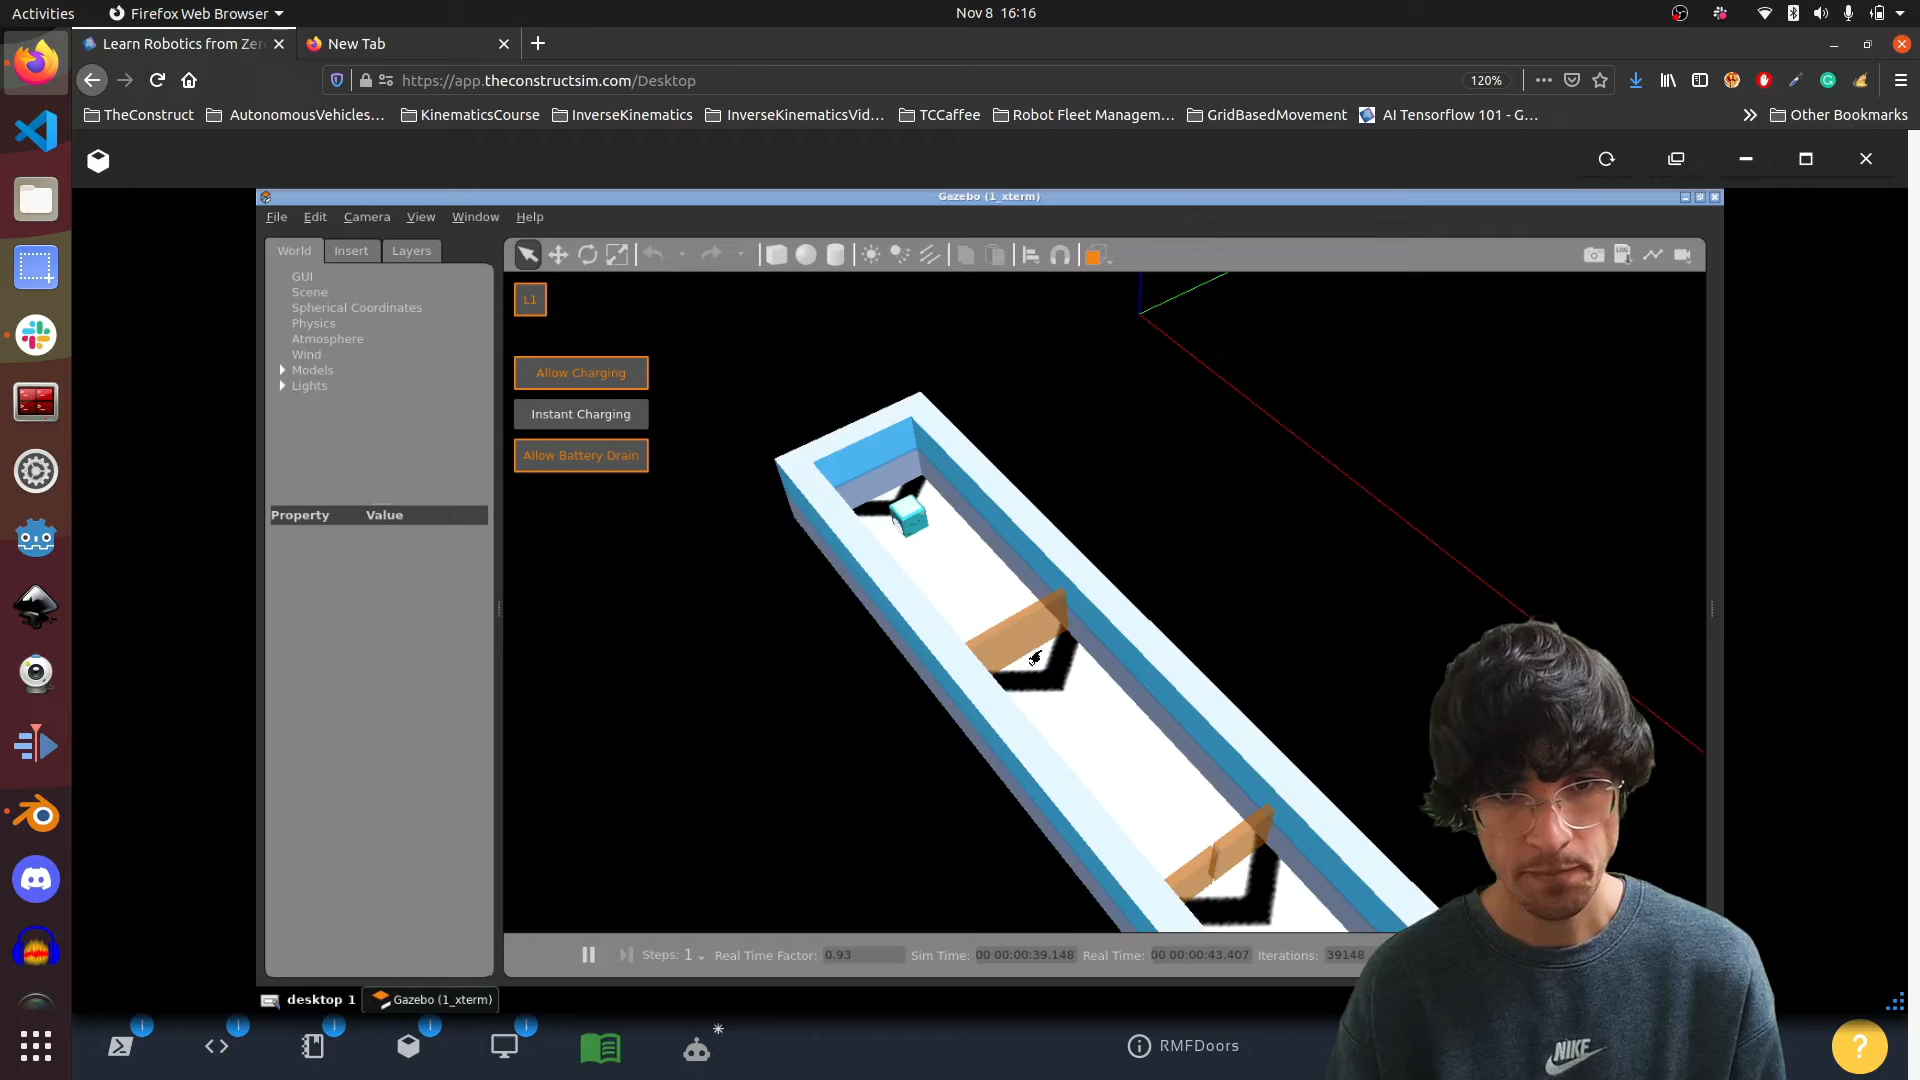 Activities
Firefox Web Browser
Nov 8 16:16
Learn Robotics from Zero
New Tab
https://app.theconstructsim.com/Desktop
120%
TheConstruct
AutonomousVehicles...
KinematicsCourse
InverseKinematics
InverseKinematicsVid...
TCCaffee
Robot Fleet Managem...
GridBasedMovement
AI Tensorflow 101 - G...
Other Bookmarks
Gazebo (1_xterm)
File Edit Camera View Window Help
World Insert Layers
GUI
Scene
Spherical Coordinates
Physics
Atmosphere
Wind
Models
Lights
Property Value
L1
Allow Charging
Instant Charging
Allow Battery Drain
Steps: 1 Real Time Factor: 0.93 Sim Time: 00 00:00:39.148 Real Time: 00 00:00:43.407 Iterations: 39148
desktop 1
Gazebo (1_xterm)
RMFDoors
NIKE
?